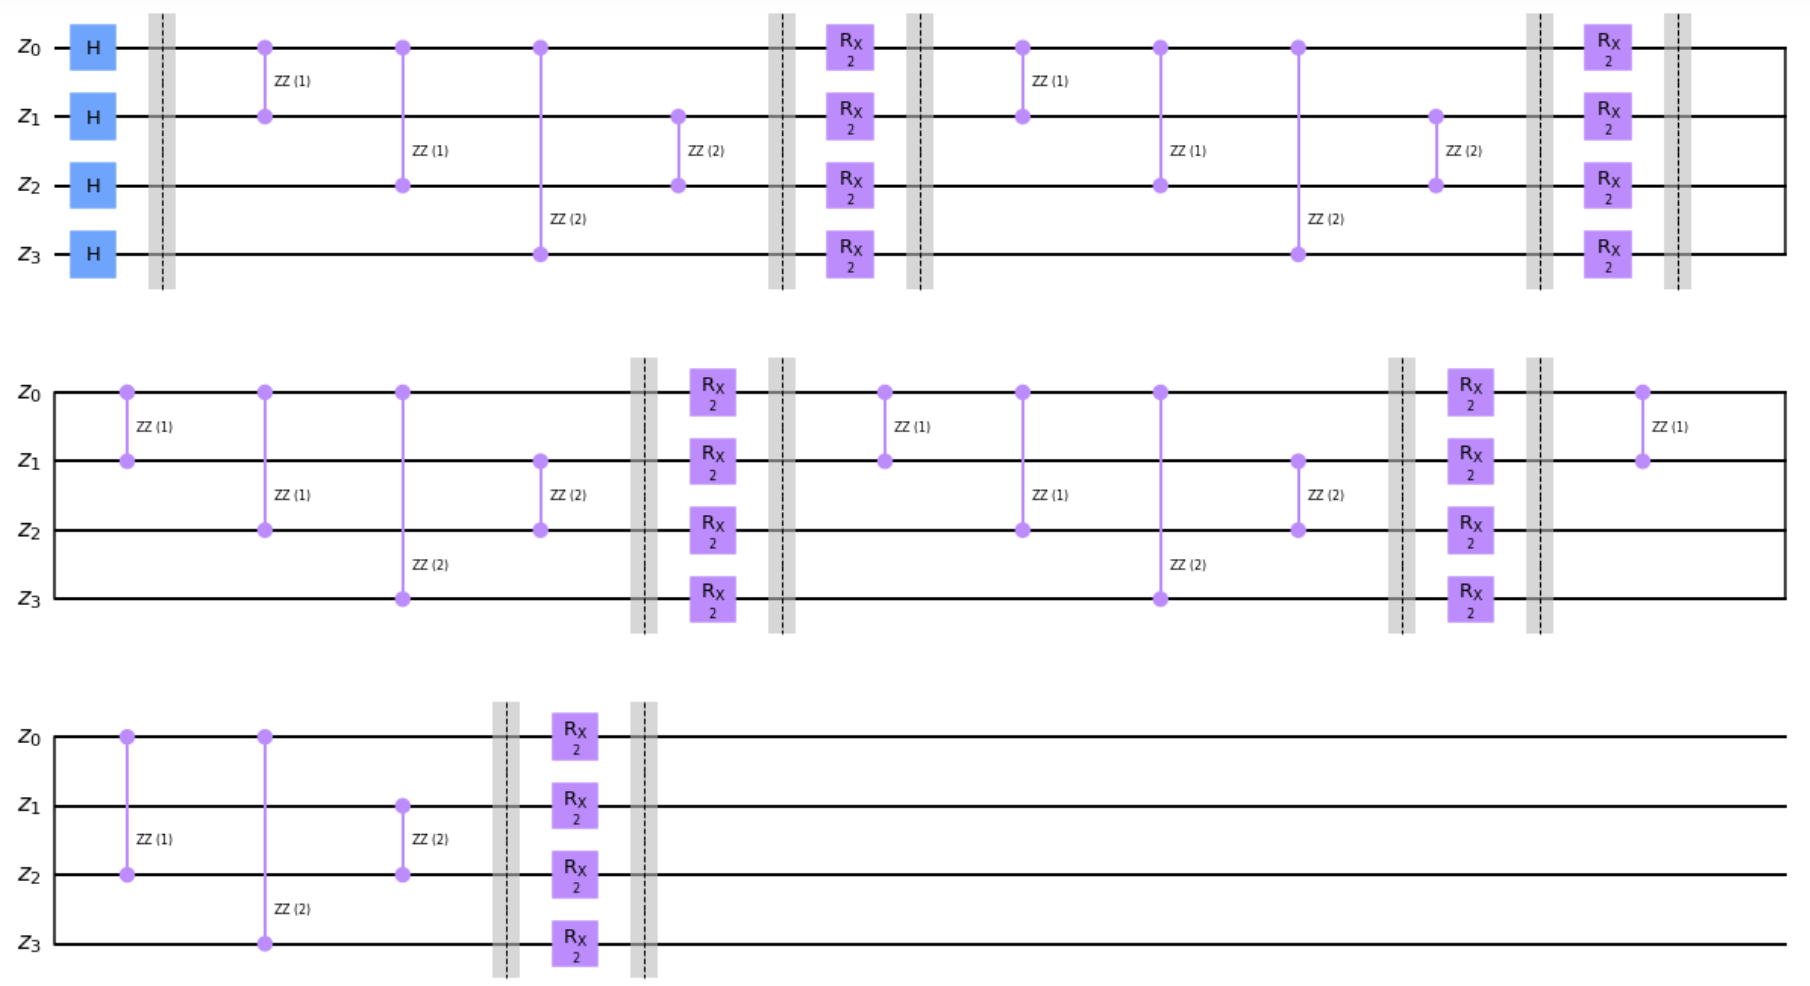 Z0 H ZZ (1) ZZ (1) ZZ (2) ZZ (2) RX 2 ZZ (1) ZZ (1) ZZ (2) ZZ (2) RX 2
Z1 H RX 2 RX 2
Z2 H RX 2 RX 2
Z3 H RX 2 RX 2
Z0 ZZ (1) ZZ (1) ZZ (2) ZZ (2) RX 2 ZZ (1) ZZ (1) ZZ (2) ZZ (2) RX 2 ZZ (1)
Z1 RX 2 RX 2
Z2 RX 2 RX 2
Z3 RX 2 RX 2
Z0 ZZ (1) ZZ (2) ZZ (2) RX 2
Z1 RX 2
Z2 RX 2
Z3 RX 2